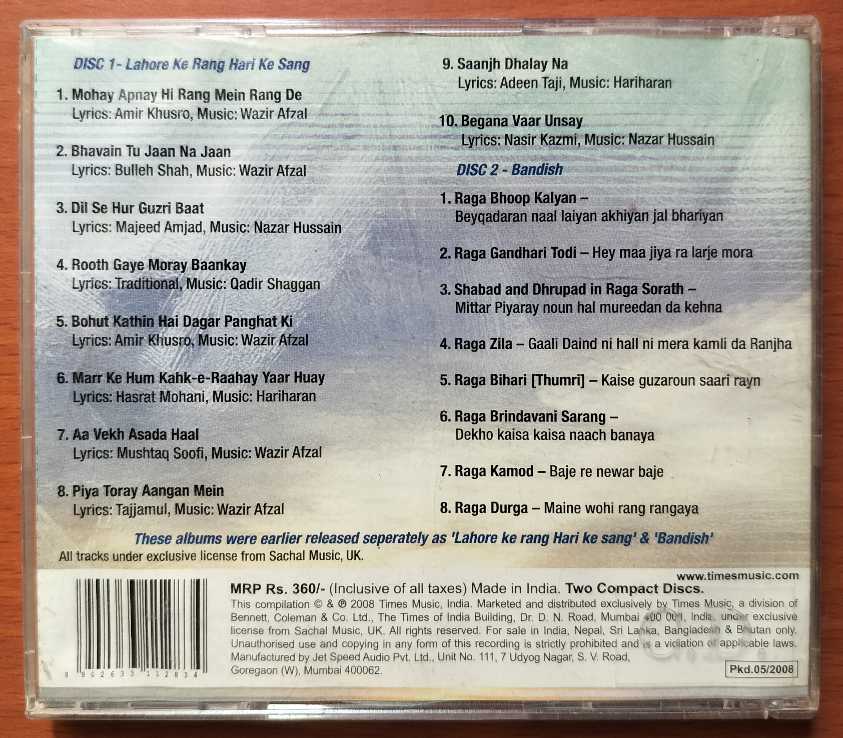 DISC 1- Lahore Ke Rang Hari Ke Sang
1. Mohay Apnay Hi Rang Mein Rang De
Lyrics: Amir Khusro, Music: Wazir Afzal
2. Bhavain Tu Jaan Na Jaan
Lyrics: Bulleh Shah, Music: Wazir Afzal
3. Dil Se Hur Guzri Baat
Lyrics: Majeed Amjad, Music: Nazar Hussain
4. Rooth Gaye Moray Baankay
Lyrics: Traditional, Music: Qadir Shaggan
5. Bohut Kathin Hai Dagar Panghat Ki
Lyrics: Amir Khusro, Music: Wazir Afzal
6. Marr Ke Hum Kahk-e-Raahay Yaar Huay
Lyrics: Hasrat Mohani, Music: Hariharan
7. Aa Vekh Asada Haal
Lyrics: Mushtaq Soofi, Music: Wazir Afzal
8. Piya Toray Aangan Mein
Lyrics: Tajjamul, Music: Wazir Afzal
9. Saanjh Dhalay Na
Lyrics: Adeen Taji, Music: Hariharan
10. Begana Vaar Unsay
Lyrics: Nasir Kazmi, Music: Nazar Hussain
DISC 2 - Bandish
1. Raga Bhoop Kalyan –
Beyqadaran naal laiyan akhiyan jal bhariyan
2. Raga Gandhari Todi – Hey maa jiya ra larje mora
3. Shabad and Dhrupad in Raga Sorath –
Mittar Piyaray noun hal mureedan da kehna
4. Raga Zila – Gaali Daind ni hall ni mera kamli da Ranjha
5. Raga Bihari [Thumri] – Kaise guzaroun saari rayn
6. Raga Brindavani Sarang –
Dekho kaisa kaisa naach banaya
7. Raga Kamod – Baje re newar baje
8. Raga Durga – Maine wohi rang rangaya
These albums were earlier released seperately as 'Lahore ke rang Hari ke sang' & 'Bandish'
All tracks under exclusive license from Sachal Music, UK.
www.timesmusic.com
MRP Rs. 360/- (Inclusive of all taxes) Made in India. Two Compact Discs.
This compilation © & ℗ 2008 Times Music, India. Marketed and distributed exclusively by Times Music, a division of
Bennett, Coleman & Co. Ltd., The Times of India Building, Dr. D. N. Road, Mumbai 400 001, India. under exclusive
license from Sachal Music, UK. All rights reserved. For sale in India, Nepal, Sri Lanka, Bangladesh & Bhutan only.
Unauthorised use and copying in any form of this recording is strictly prohibited and is a violation of applicable laws.
Manufactured by Jet Speed Audio Pvt. Ltd., Unit No. 111, 7 Udyog Nagar, S. V. Road,
Goregaon (W), Mumbai 400062.
Pkd.05/2008